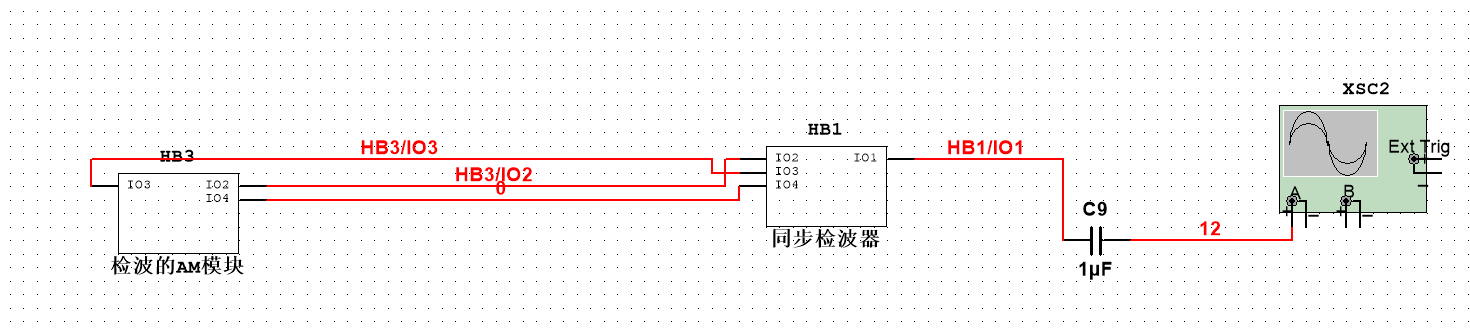 XSC2
HB1
HB3/IO3
HB1/IO1
Ext Trig
HB3
IO2
IO1
IO3
HB3/IO2
IO3
IO2
0
IO4
IO4
A
B
C9
同步检波器
12
检波的AM模块
1µF